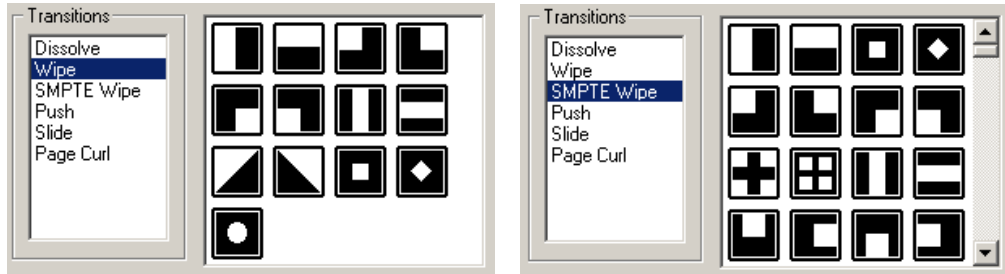 Transitions
Dissolve
Wipe
SMPTE Wipe
Push
Slide
Page Curl
Transitions
Dissolve
Wipe
SMPTE Wipe
Push
Slide
Page Curl